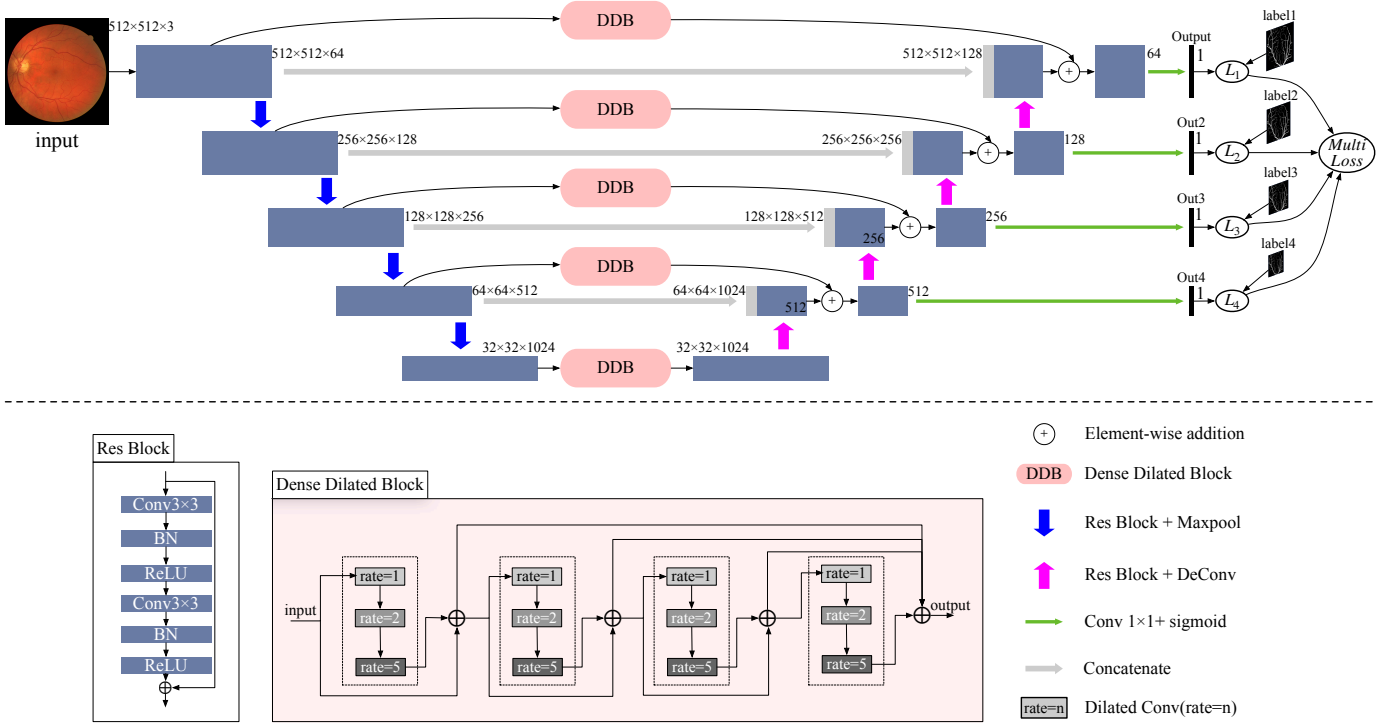 512×512×3
input
512×512×64
DDB
512×512×128
64
Output
1
L1
label1
256×256×128
DDB
256×256×256
128
Out2
1
L2
label2
Multi
Loss
128×128×256
DDB
128×128×512
256
256
Out3
1
L3
label3
64×64×512
DDB
64×64×1024
512
512
Out4
1
L4
label4
32×32×1024
DDB
32×32×1024
Res Block
Conv3×3
BN
ReLU
Conv3×3
BN
ReLU
Dense Dilated Block
input
rate=1
rate=2
rate=5
rate=1
rate=2
rate=5
rate=1
rate=2
rate=5
rate=1
rate=2
rate=5
output
+ Element-wise addition
DDB Dense Dilated Block
Res Block + Maxpool
Res Block + DeConv
Conv 1×1+ sigmoid
Concatenate
rate=n Dilated Conv(rate=n)